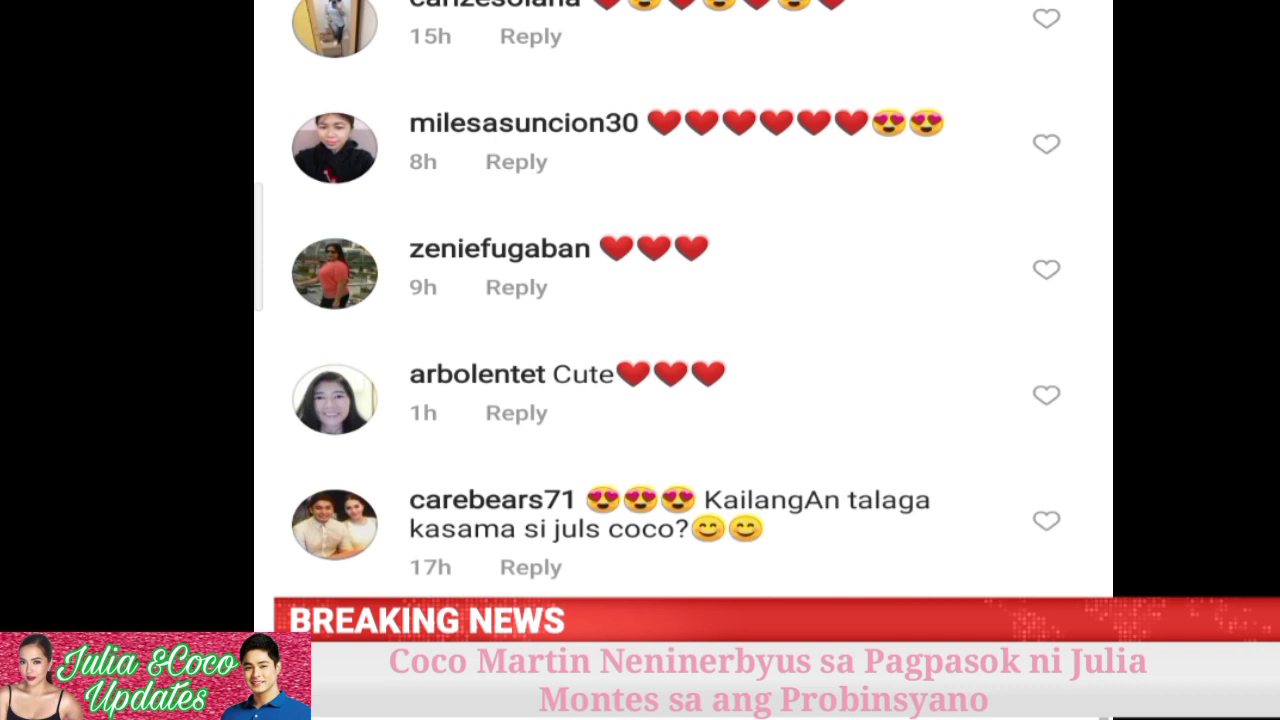 carizesolana ❤️😍❤️😍❤️😍❤️
15h Reply
milesasuncion30 ❤️❤️❤️❤️❤️❤️😍😍
8h Reply
zeniefugaban ❤️❤️❤️
9h Reply
arbolentet Cute❤️❤️❤️
1h Reply
carebears71 😍😍😍 KailangAn talaga
kasama si juls coco?😊😊
17h Reply
BREAKING NEWS
Julia &Coco
Updates
Coco Martin Neninerbyus sa Pagpasok ni Julia
Montes sa ang Probinsyano